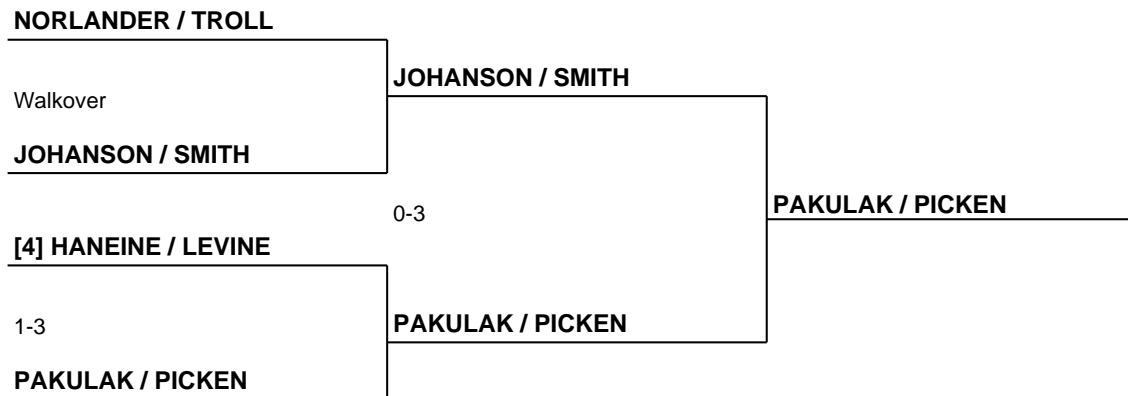 NORLANDER / TROLL
JOHANSON / SMITH
Walkover
JOHANSON / SMITH
0-3
PAKULAK / PICKEN
[4] HANEINE / LEVINE
1-3
PAKULAK / PICKEN
PAKULAK / PICKEN